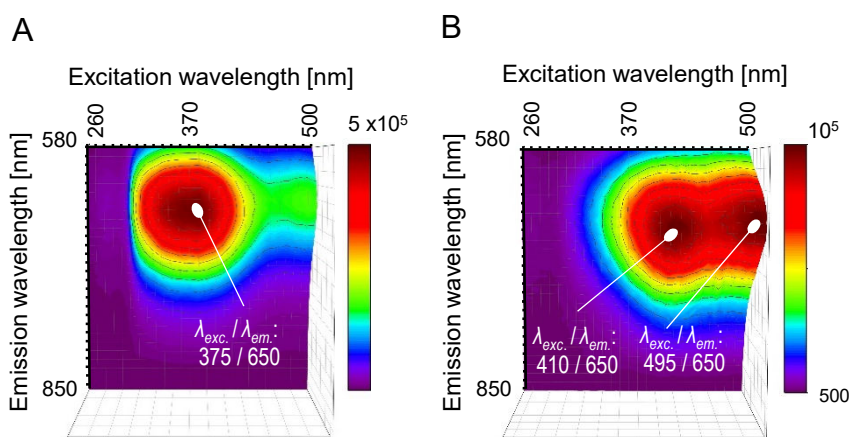 A
Excitation wavelength [nm]
260
370
500
5 x10⁵
580
Emission wavelength [nm]
850
λexc. / λem.:
375 / 650
B
Excitation wavelength [nm]
260
370
500
10⁵
580
Emission wavelength [nm]
850
500
λexc. / λem.:
410 / 650
λexc. / λem.:
495 / 650